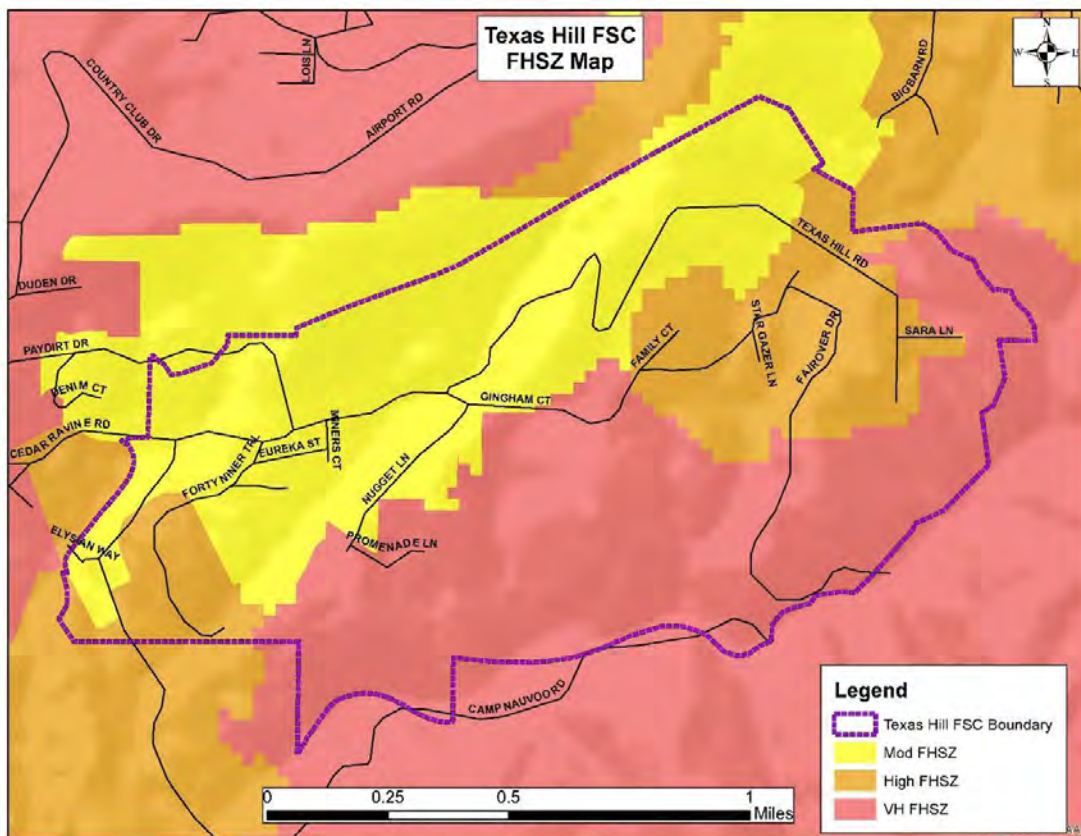 Texas Hill FSC
FHSZ Map
N
W
E
S
COUNTRY CLUB DR
LOIS LN
AIRPORT RD
BIGBARN RD
DUDEN DR
TEXAS HILL RD
PAYDIRT DR
STAR GAZER LN
FAIROVER DR
SARA LN
FAMILY CT
DENIM CT
GINGHAM CT
CEDAR RAVINE RD
MINERS CT
EUREKA ST
FORTY NINER TRL
NUGGET LN
ELYSIAN WAY
PROMENADE LN
CAMP NAUVOO RD
Legend
Texas Hill FSC Boundary
Mod FHSZ
High FHSZ
VH FHSZ
0
0.25
0.5
1
Miles